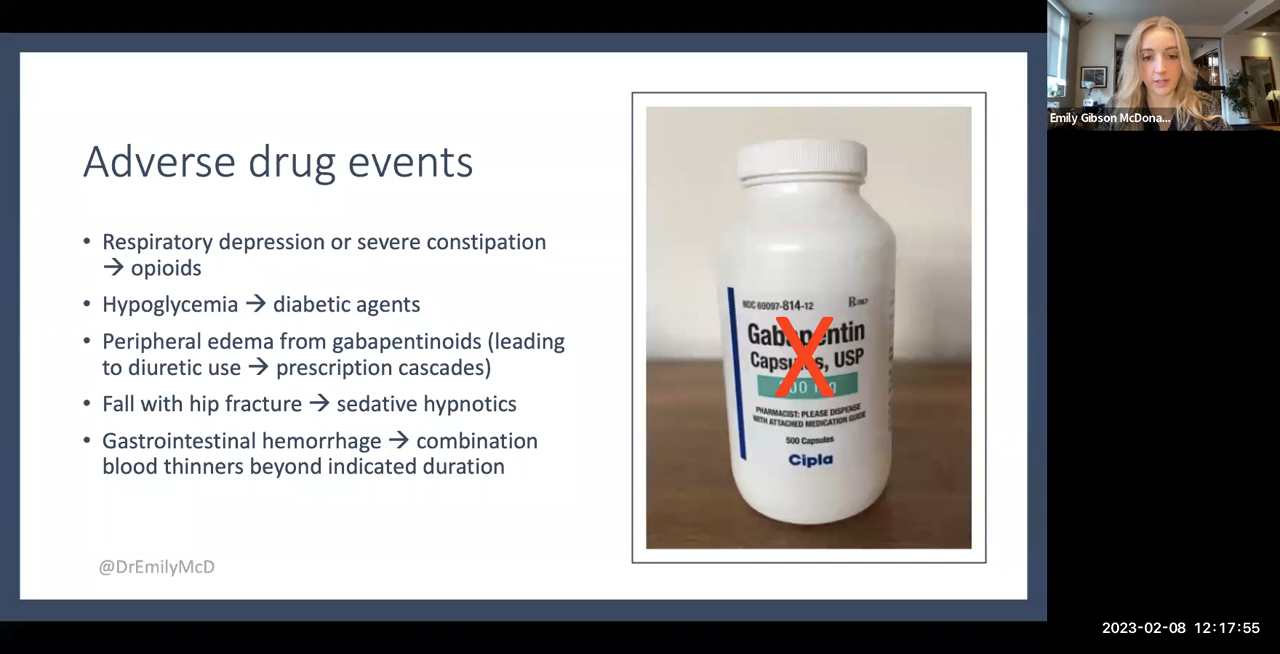 Adverse drug events
• Respiratory depression or severe constipation
→ opioids
• Hypoglycemia → diabetic agents
• Peripheral edema from gabapentinoids (leading
to diuretic use → prescription cascades)
• Fall with hip fracture → sedative hypnotics
• Gastrointestinal hemorrhage → combination
blood thinners beyond indicated duration
@DrEmilyMcD
NDC 69097-814-12 Rx ONLY
Gabapentin
Capsules, USP
mg
PHARMACIST: PLEASE DISPENSE
WITH ATTACHED MEDICATION GUIDE
500 Capsules
Cipla
Emily Gibson McDona...
2023-02-08 12:17:55